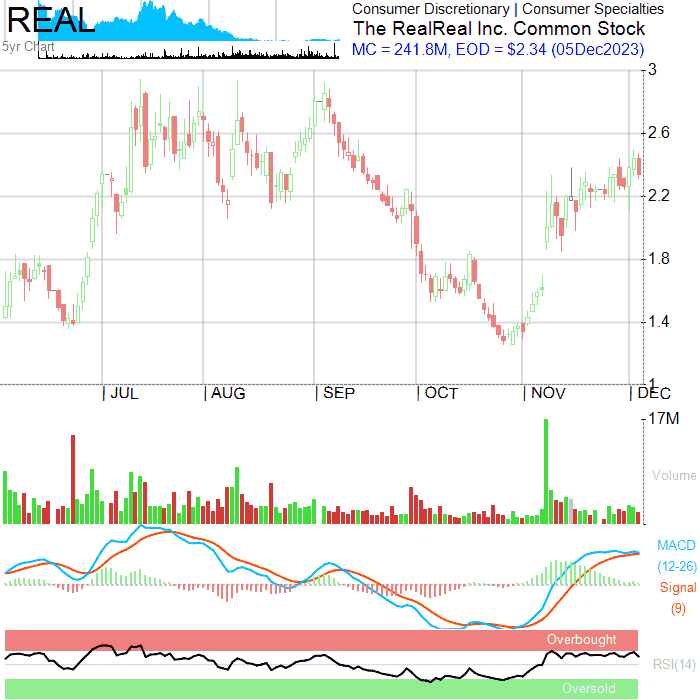 REAL
5yr Chart
Consumer Discretionary | Consumer Specialties
The RealReal Inc. Common Stock
MC = 241.8M, EOD = $2.34 (05Dec2023)
3
2.6
2.2
1.8
1.4
1
| JUL | AUG | SEP | OCT | NOV | DEC
17M
Volume
MACD
(12-26)
Signal
(9)
Overbought
RSI(14)
Oversold